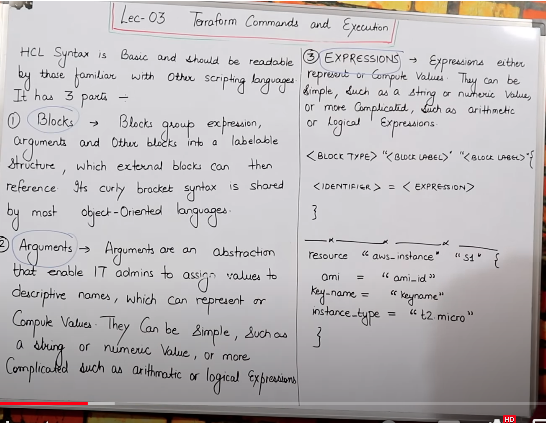 Lec-03 Terraform Commands and Execution
HCL Syntax is Basic and should be readable
by those familiar with Other scripting languages.
It has 3 parts —
① Blocks → Blocks group expression,
arguments and Other blocks into a labelable
Structure, which external blocks can then
reference. Its curly bracket syntax is shared
by most object-Oriented languages.
② Arguments → Arguments are an abstraction
that enable IT admins to assign values to
descriptive names, which can represent or
Compute Values. They Can be Simple, Such as
a string or numeric Value, or more
Complicated such as arithmatic or logical Expressions
③ EXPRESSIONS → Expressions either
represent or Compute Values. They can be
Simple, Such as a string or numeric Value,
or more Complicated, Such as arithmetic
or Logical Expressions.
<BLOCK TYPE> "<BLOCK LABEL>" "<BLOCK LABEL>" {
<IDENTIFIER> = <EXPRESSION>
}
resource "aws_instance" "S1" {
ami = "ami_id"
key_name = "keyname"
instance_type = "t2.micro"
}
HD